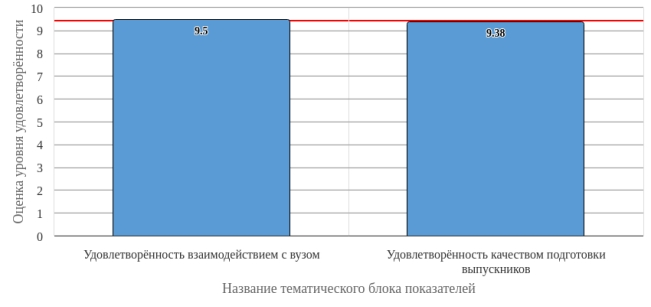 Оценка уровня удовлетворённости
10
9
8
7
6
5
4
3
2
1
0
9.5
9.38
Удовлетворённость взаимодействием с вузом
Удовлетворённость качеством подготовки
выпускников
Название тематического блока показателей